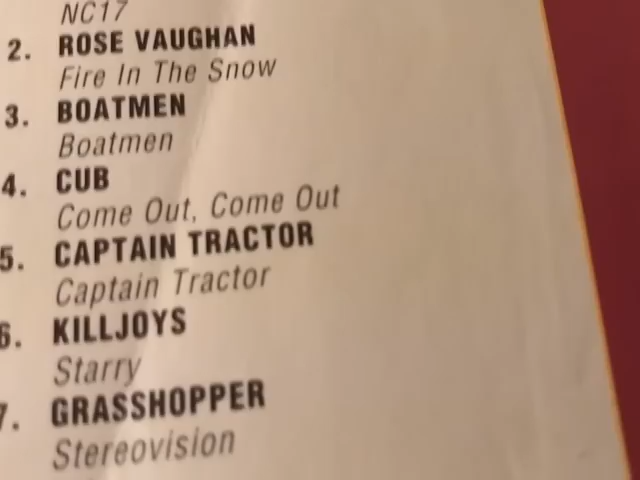 NC17
2. ROSE VAUGHAN
Fire In The Snow
3. BOATMEN
Boatmen
4. CUB
Come Out, Come Out
5. CAPTAIN TRACTOR
Captain Tractor
6. KILLJOYS
Starry
7. GRASSHOPPER
Stereovision